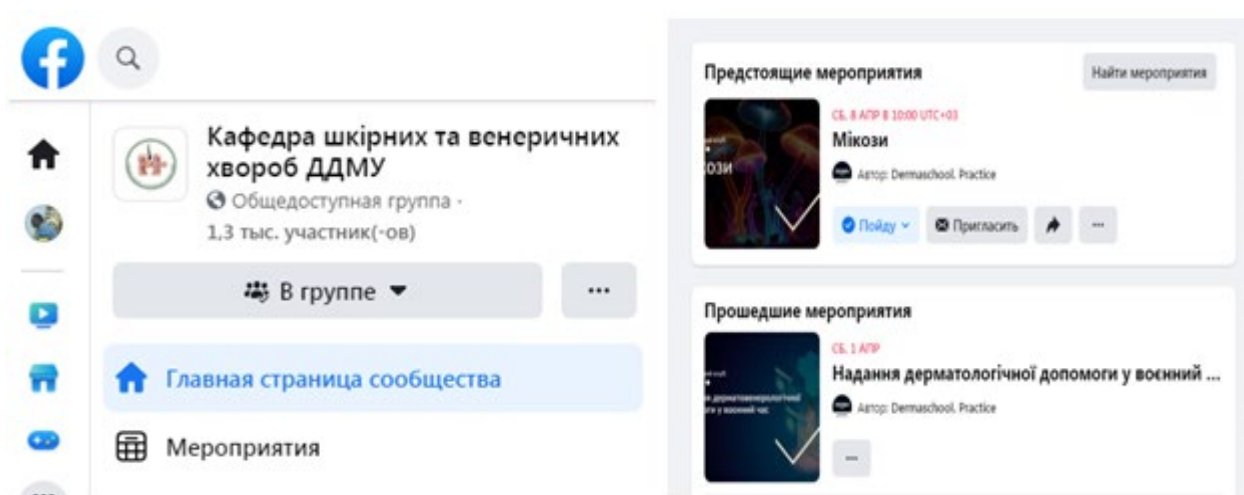 Кафедра шкірних та венеричних
хвороб ДДМУ
Общедоступная группа ·
1,3 тыс. участник(-ов)
В группе
Главная страница сообщества
Мероприятия
Предстоящие мероприятия
Найти мероприятия
СБ, 8 АПР В 10:00 UTC+03
Мікози
Автор: Dermaschool. Practice
Пойду
Пригласить
Прошедшие мероприятия
СБ, 1 АПР
Надання дерматологічної допомоги у воєнний ...
Автор: Dermaschool. Practice